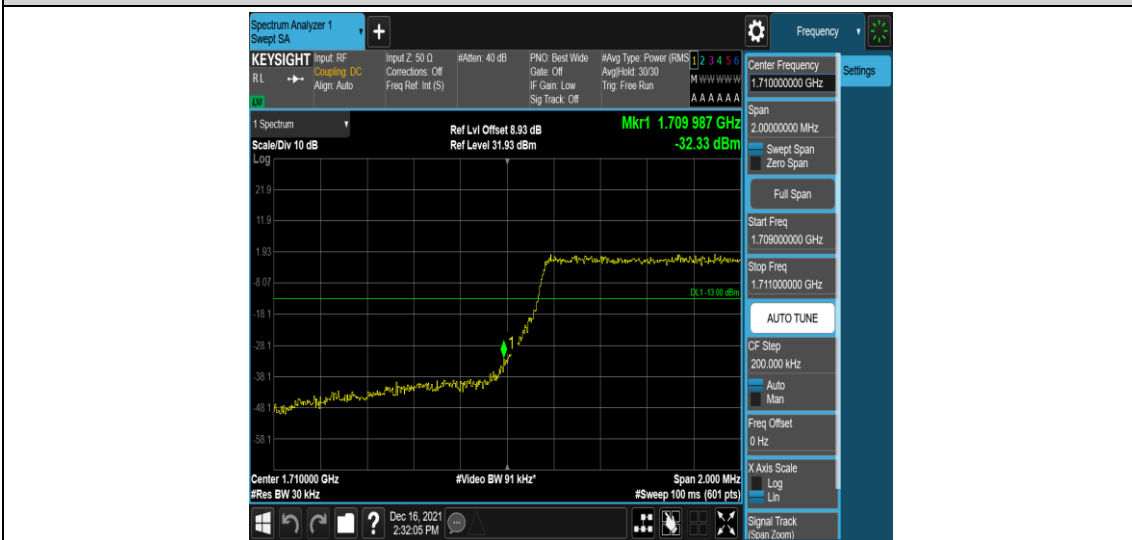 Spectrum Analyzer 1
Swept SA
+
Frequency
KEYSIGHT
RL
LXI
Input: RF
Coupling: DC
Align: Auto
Input Z: 50 Ω
Corrections: Off
Freq Ref: Int (S)
#Atten: 40 dB
PNO: Best Wide
Gate: Off
IF Gain: Low
Sig Track: Off
#Avg Type: Power (RMS
Avg|Hold: 30/30
Trig: Free Run
1 2 3 4 5 6
M W W W W W
A A A A A A
1 Spectrum
Scale/Div 10 dB
Log
Ref Lvl Offset 8.93 dB
Ref Level 31.93 dBm
Mkr1 1.709 987 GHz
-32.33 dBm
21.9
11.9
1.93
-8.07
-18.1
-28.1
-38.1
-48.1
-58.1
DL1 -13.00 dBm
1
Center 1.710000 GHz
#Res BW 30 kHz
#Video BW 91 kHz*
Span 2.000 MHz
#Sweep 100 ms (601 pts)
?
Dec 16, 2021
2:32:05 PM
Center Frequency
1.710000000 GHz
Settings
Span
2.00000000 MHz
Swept Span
Zero Span
Full Span
Start Freq
1.709000000 GHz
Stop Freq
1.711000000 GHz
AUTO TUNE
CF Step
200.000 kHz
Auto
Man
Freq Offset
0 Hz
X Axis Scale
Log
Lin
Signal Track
(Span Zoom)